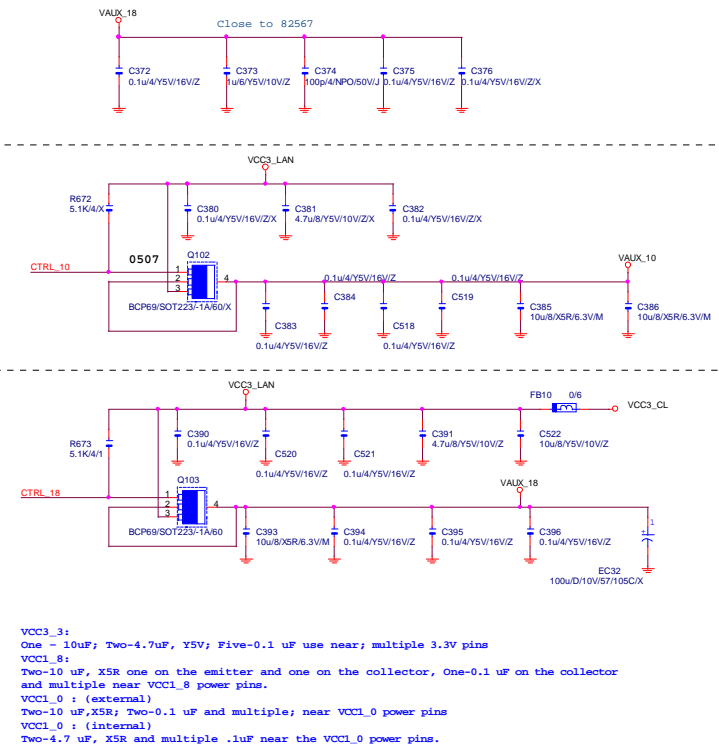 VAUX_18
Close to 82567
C372
0.1u/4/Y5V/16V/Z
C373
1u/6/Y5V/10V/Z
C374
100p/4/NPO/50V/J
C375
0.1u/4/Y5V/16V/Z
C376
0.1u/4/Y5V/16V/Z/X
VCC3_LAN
R672
5.1K/4/X
C380
0.1u/4/Y5V/16V/Z/X
C381
4.7u/8/Y5V/10V/Z/X
C382
0.1u/4/Y5V/16V/Z/X
CTRL_10
0507
Q102
1
2
3
4
BCP69/SOT223/-1A/60/X
0.1u/4/Y5V/16V/Z
0.1u/4/Y5V/16V/Z
VAUX_10
C384
C519
C385
10u/8/X5R/6.3V/M
C386
10u/8/X5R/6.3V/M
C383
C518
0.1u/4/Y5V/16V/Z
0.1u/4/Y5V/16V/Z
VCC3_LAN
FB10 0/6
VCC3_CL
R673
5.1K/4/1
C390
0.1u/4/Y5V/16V/Z
C520
0.1u/4/Y5V/16V/Z
C521
0.1u/4/Y5V/16V/Z
C391
4.7u/8/Y5V/10V/Z
C522
10u/8/Y5V/10V/Z
CTRL_18
Q103
1
2
3
4
BCP69/SOT223/-1A/60
VAUX_18
C393
10u/8/X5R/6.3V/M
C394
0.1u/4/Y5V/16V/Z
C395
0.1u/4/Y5V/16V/Z
C396
0.1u/4/Y5V/16V/Z
1
+
EC32
100u/D/10V/57/105C/X
VCC3_3:
One - 10uF; Two-4.7uF, Y5V; Five-0.1 uF use near; multiple 3.3V pins
VCC1_8:
Two-10 uF, X5R one on the emitter and one on the collector, One-0.1 uF on the collector
and multiple near VCC1_8 power pins.
VCC1_0 : (external)
Two-10 uF,X5R; Two-0.1 uF and multiple; near VCC1_0 power pins
VCC1_0 : (internal)
Two-4.7 uF, X5R and multiple .1uF near the VCC1_0 power pins.